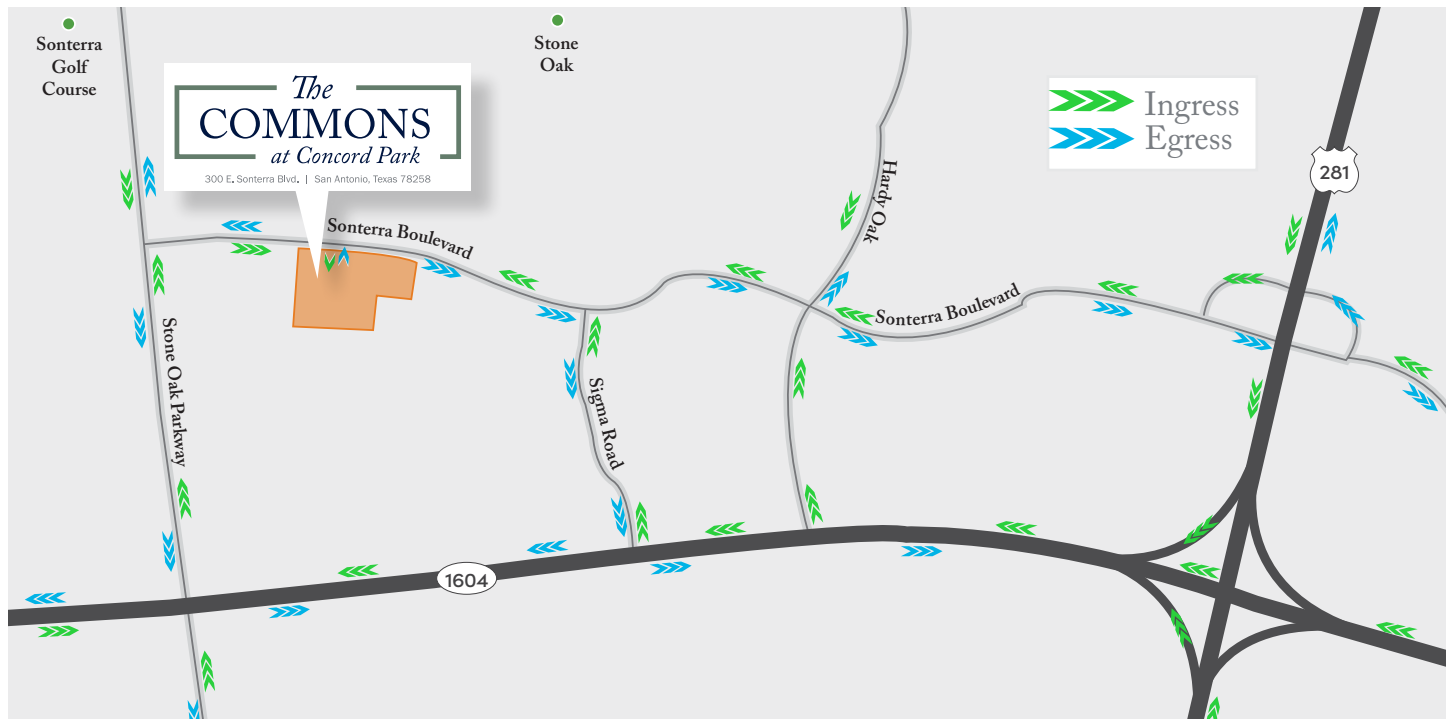 Sonterra
Golf
Course
Stone
Oak
The
COMMONS
at Concord Park
300 E. Sonterra Blvd. | San Antonio, Texas 78258
Ingress
Egress
281
Hardy Oak
Sonterra Boulevard
Sonterra Boulevard
Stone Oak Parkway
Sigma Road
1604